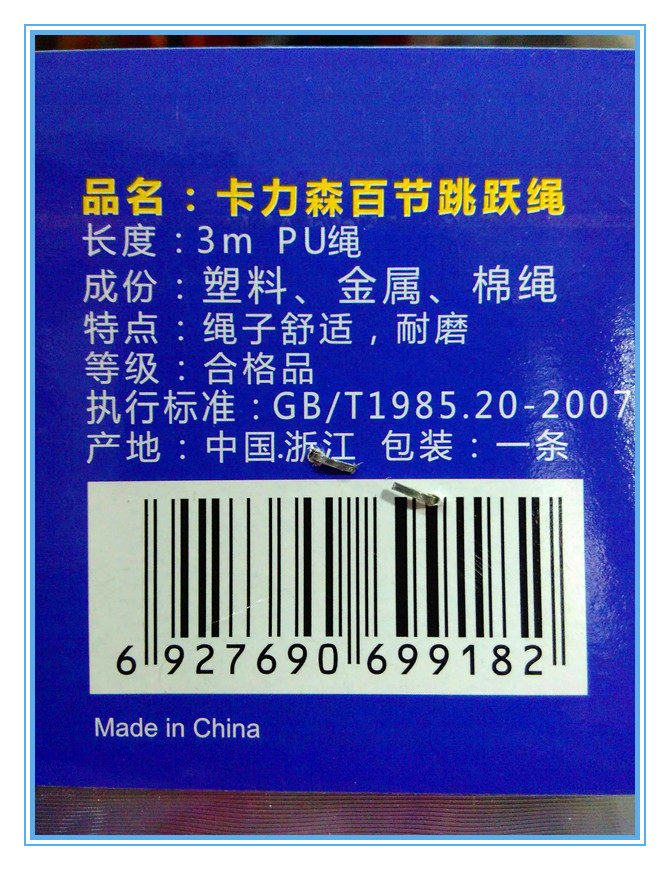 品名：卡力森百节跳跃绳
长度：3m PU绳
成份：塑料、金属、棉绳
特点：绳子舒适，耐磨
等级：合格品
执行标准：GB/T1985.20-2007
产地：中国.浙江 包装：一条
6 927690 699182
Made in China